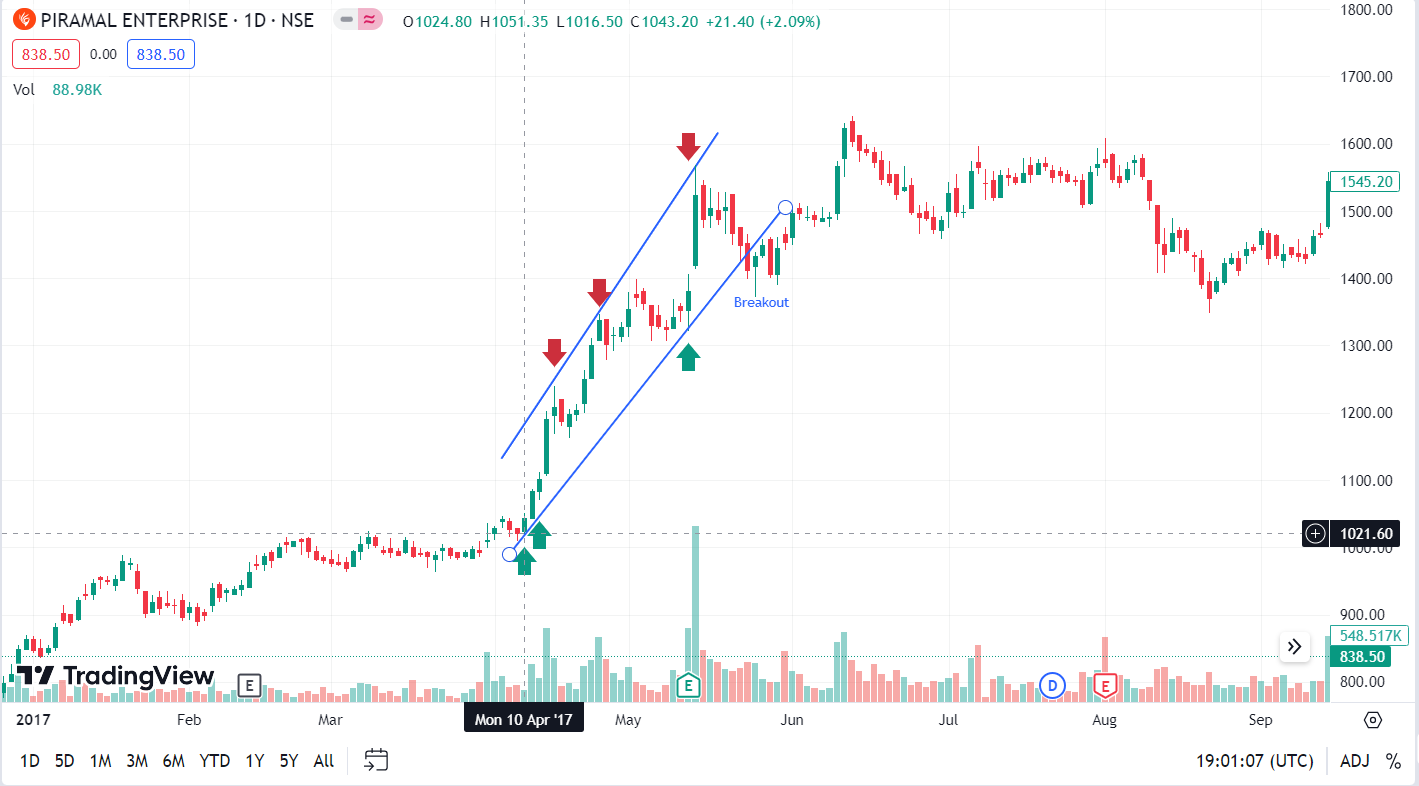 PIRAMAL ENTERPRISE · 1D · NSE O1024.80 H1051.35 L1016.50 C1043.20 +21.40 (+2.09%)
838.50 0.00 838.50
Vol 88.98K
1800.00
1700.00
1600.00
1545.20
1500.00
1400.00
Breakout
1300.00
1200.00
1100.00
1021.60
1000.00
900.00
548.517K
838.50
800.00
TradingView
E E D E
2017 Feb Mar Mon 10 Apr '17 May Jun Jul Aug Sep
1D 5D 1M 3M 6M YTD 1Y 5Y All 19:01:07 (UTC) ADJ %